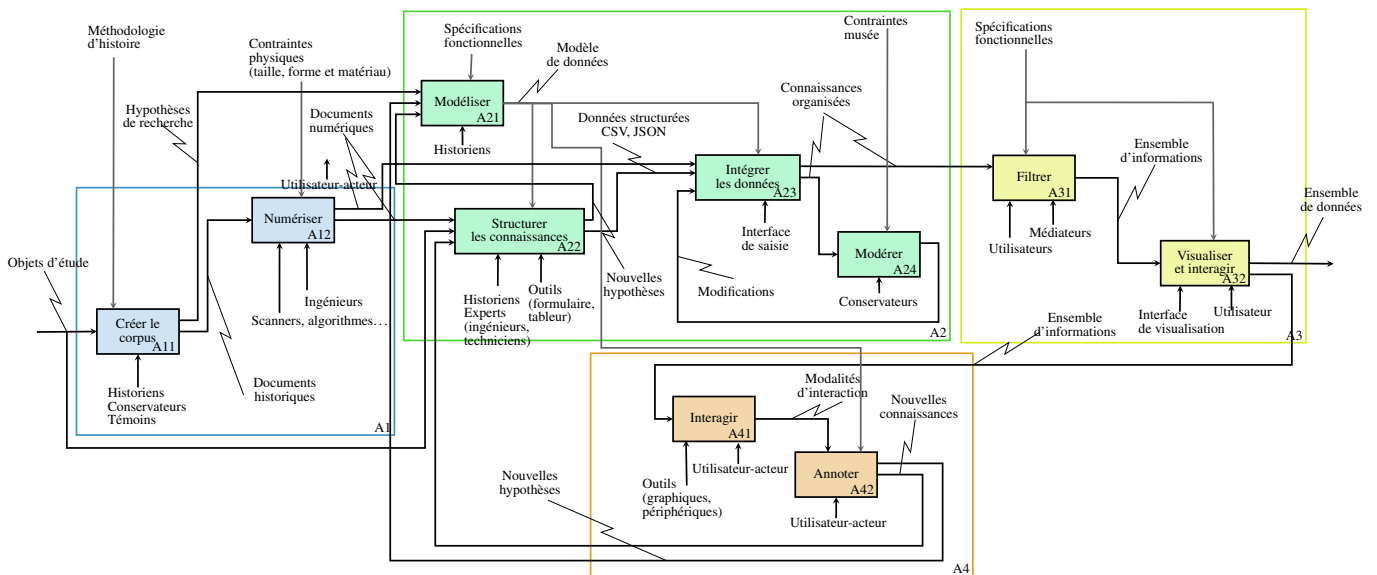 Méthodologie
d'histoire
Contraintes
physiques
(taille, forme et matériau)
Hypothèses
de recherche
Documents
numériques
Utilisateur-acteur
Numériser
A12
Ingénieurs
Scanners, algorithmes…
Objets d'étude
Créer le
corpus
A11
Historiens
Conservateurs
Témoins
Documents
historiques
A1
Spécifications
fonctionnelles
Modèle
de données
Modéliser
A21
Historiens
Données structurées
CSV, JSON
Structurer
les connaissances
A22
Historiens
Experts
(ingénieurs,
techniciens)
Outils
(formulaire,
tableur)
Nouvelles
hypothèses
Contraintes
musée
Connaissances
organisées
Intégrer
les données
A23
Interface
de saisie
Modérer
A24
Conservateurs
Modifications
A2
Spécifications
fonctionnelles
Filtrer
A31
Utilisateurs
Médiateurs
Ensemble
d'informations
Visualiser
et interagir
A32
Interface
de visualisation
Utilisateur
Ensemble
de données
A3
Ensemble
d'informations
Modalités
d'interaction
Interagir
A41
Utilisateur-acteur
Outils
(graphiques,
périphériques)
Nouvelles
connaissances
Annoter
A42
Utilisateur-acteur
Nouvelles
hypothèses
A4